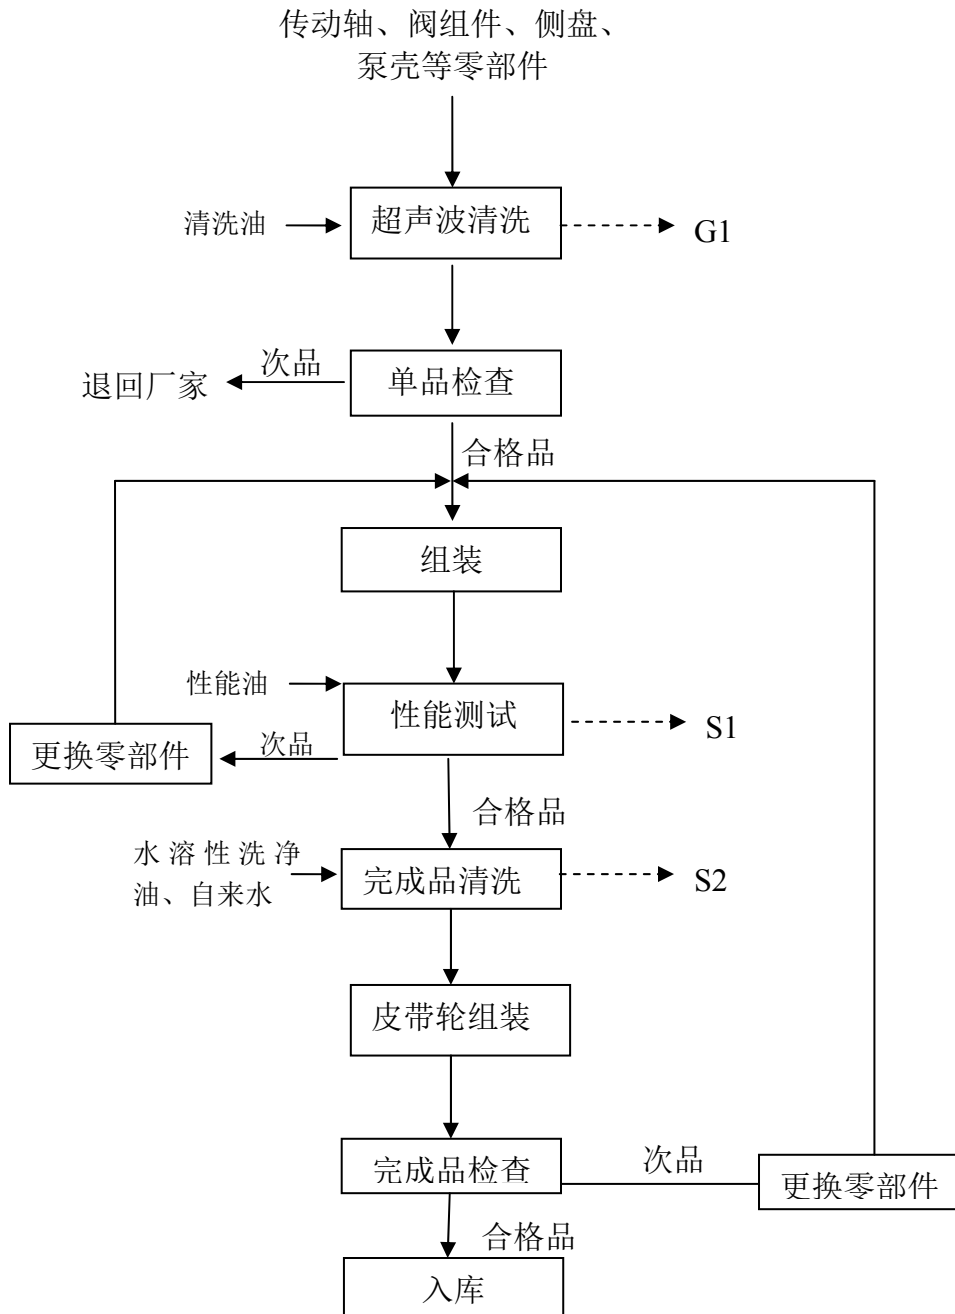 传动轴、阀组件、侧盘、
泵壳等零部件
清洗油
超声波清洗
G1
次品
退回厂家
单品检查
合格品
组装
性能油
性能测试
S1
更换零部件
次品
合格品
水溶性洗净
油、自来水
完成品清洗
S2
皮带轮组装
完成品检查
次品
更换零部件
合格品
入库